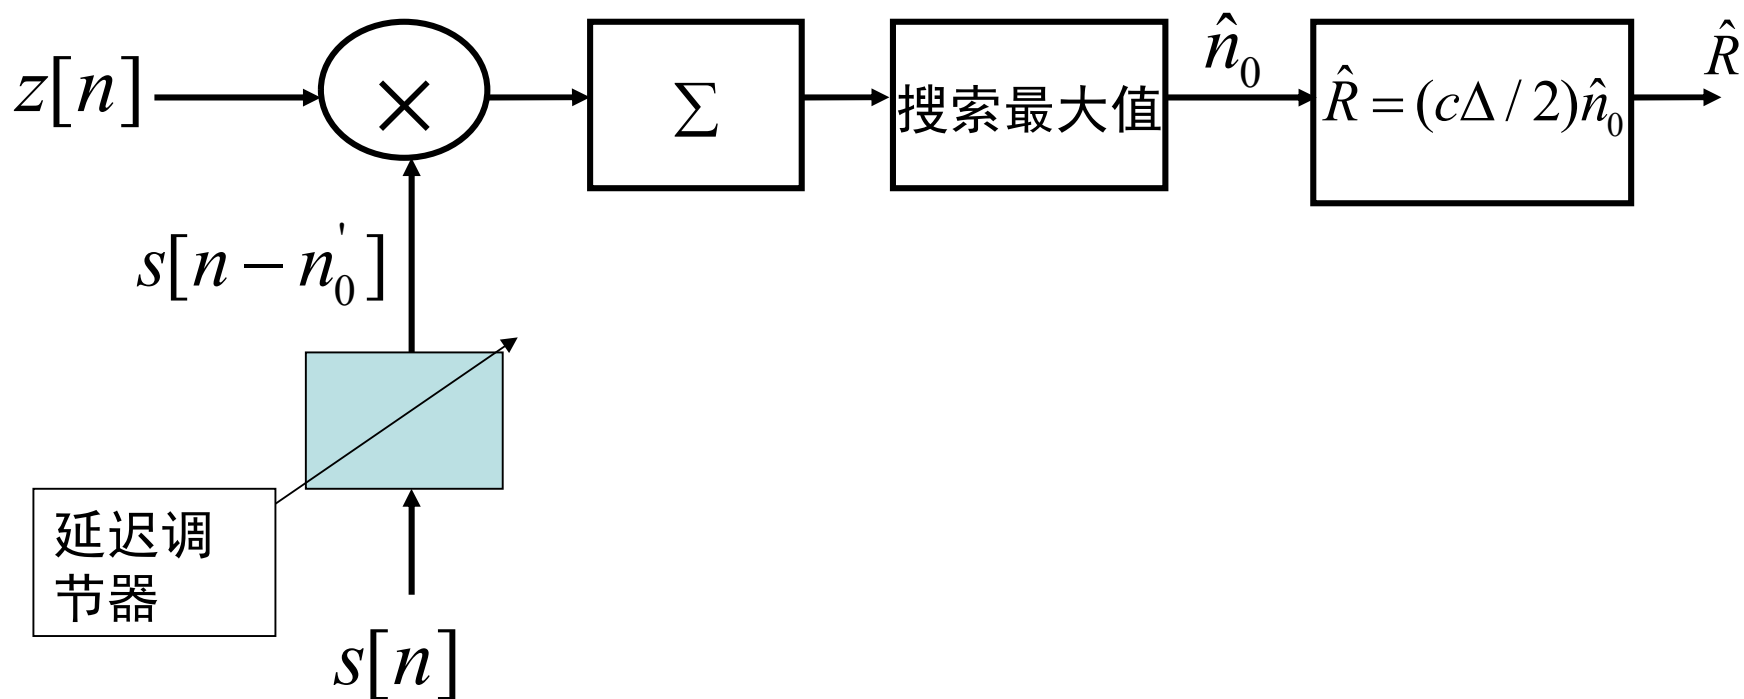 z[n]
×
∑
搜索最大值
n̂₀
R̂ = (cΔ / 2)n̂₀
R̂
s[n − n₀']
延迟调
节器
s[n]